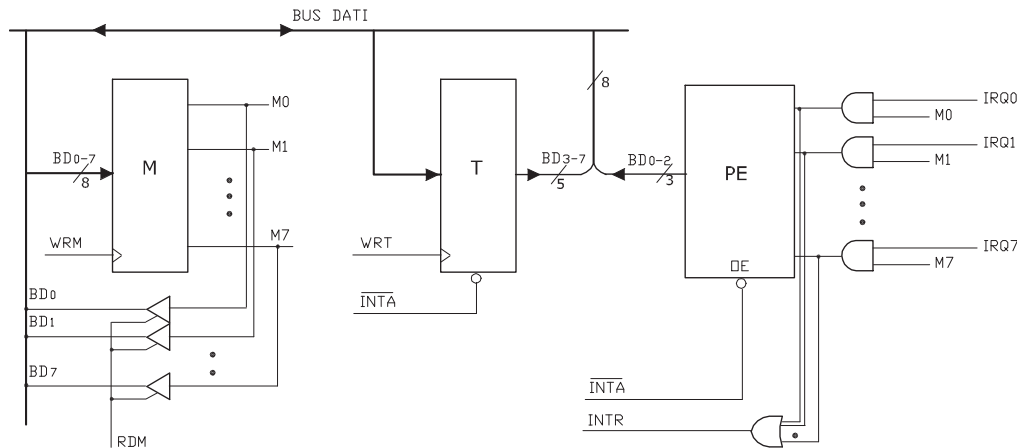 BUS DATI
8
IRQ0
M0
M0
IRQ1
M1
M1
BD0-7
8
M
T
BD3-7
5
BD0-2
3
PE
M7
IRQ7
M7
WRM
WRT
OE
BD0
INTA
BD1
BD7
INTA
INTR
RDM